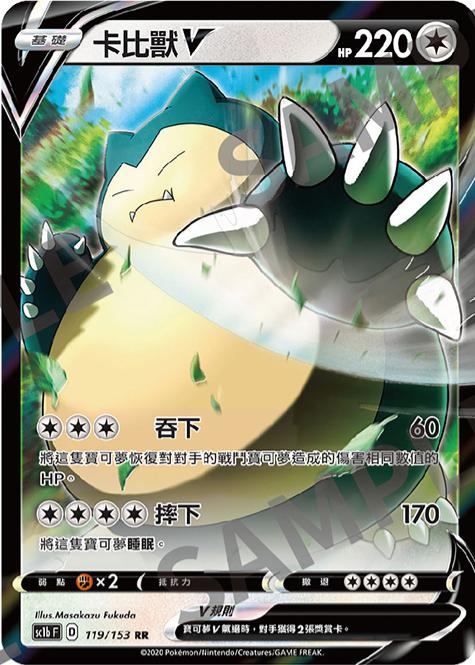 基礎 卡比獸V HP220
吞下 60
將這隻寶可夢恢復對對手的戰鬥寶可夢造成的傷害相同數值的
HP。
摔下 170
將這隻寶可夢睡眠。
弱點 ×2 抵抗力 撤退
Illus.Masakazu Fukuda
V規則
sc1b F D 119/153 RR
寶可夢V氣絕時，對手獲得2張獎賞卡。
©2020 Pokémon/Nintendo/Creatures/GAME FREAK.
SAMPLE